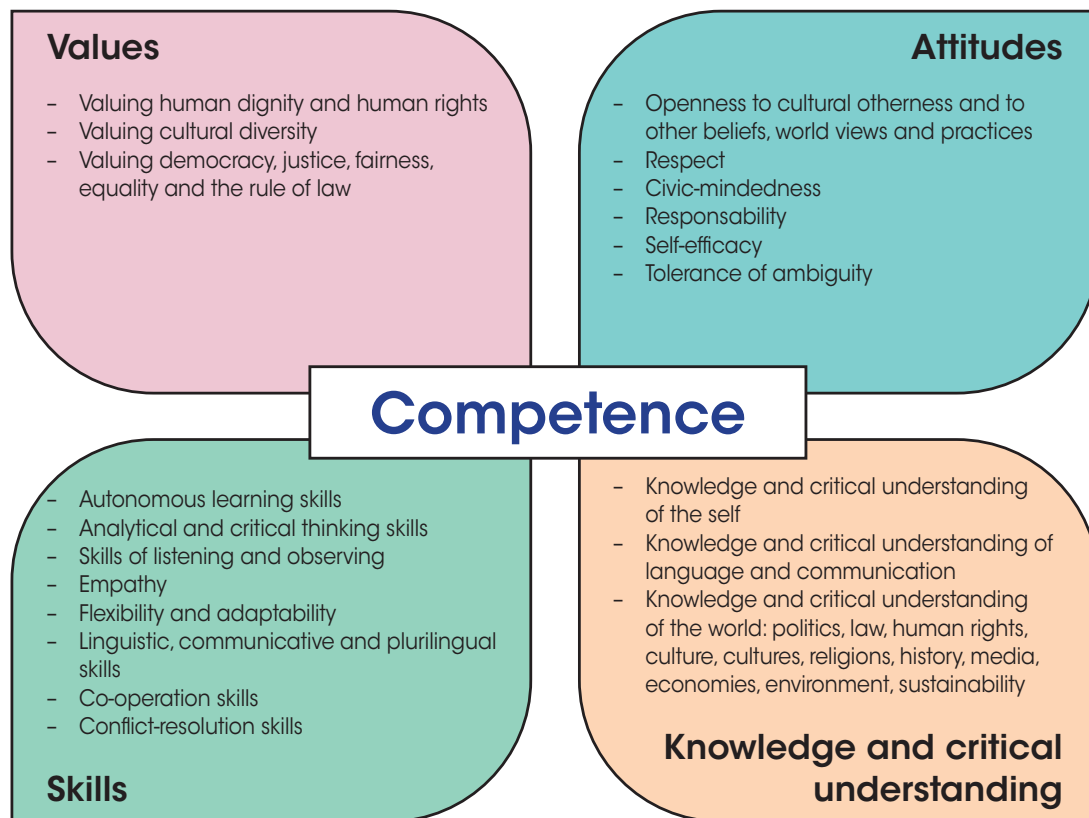 Values
– Valuing human dignity and human rights
– Valuing cultural diversity
– Valuing democracy, justice, fairness,
equality and the rule of law
Attitudes
– Openness to cultural otherness and to
other beliefs, world views and practices
– Respect
– Civic-mindedness
– Responsability
– Self-efficacy
– Tolerance of ambiguity
Competence
– Autonomous learning skills
– Analytical and critical thinking skills
– Skills of listening and observing
– Empathy
– Flexibility and adaptability
– Linguistic, communicative and plurilingual
skills
– Co-operation skills
– Conflict-resolution skills
Skills
– Knowledge and critical understanding
of the self
– Knowledge and critical understanding of
language and communication
– Knowledge and critical understanding
of the world: politics, law, human rights,
culture, cultures, religions, history, media,
economies, environment, sustainability
Knowledge and critical
understanding